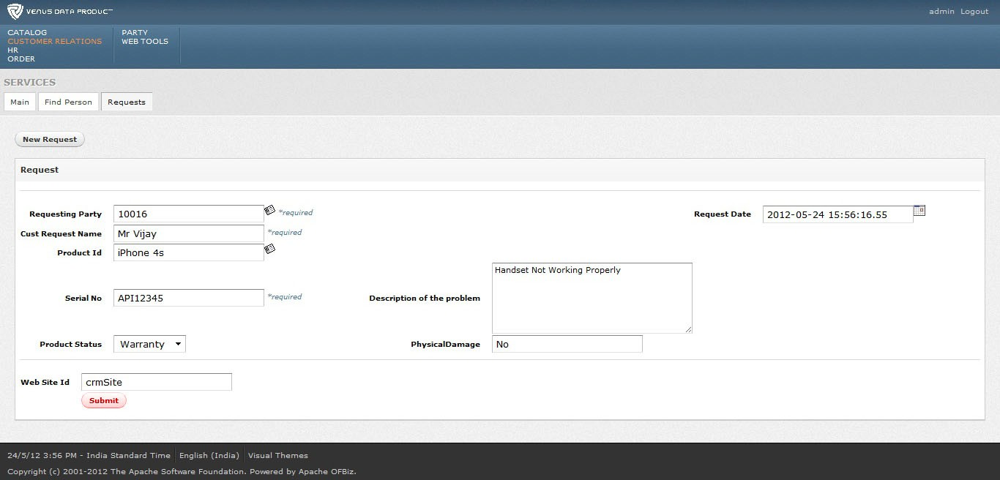 VENUS DATA PRODUCT
admin Logout
CATALOG
CUSTOMER RELATIONS
HR
ORDER
PARTY
WEB TOOLS
SERVICES
Main Find Person Requests
New Request
Request
Requesting Party 10016 *required Request Date 2012-05-24 15:56:16.55
Cust Request Name Mr Vijay *required
Product Id iPhone 4s
Serial No API12345 *required Description of the problem Handset Not Working Properly
Product Status Warranty PhysicalDamage No
Web Site Id crmSite
Submit
24/5/12 3:56 PM - India Standard Time English (India) Visual Themes
Copyright (c) 2001-2012 The Apache Software Foundation. Powered by Apache OFBiz.